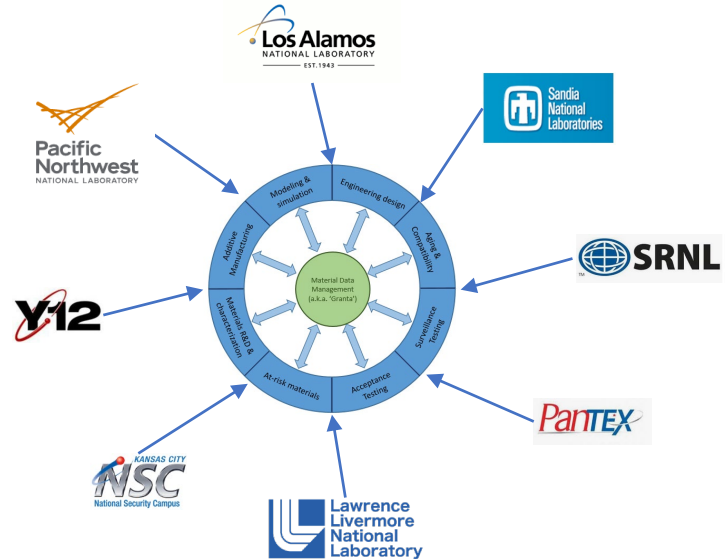 Los Alamos
NATIONAL LABORATORY
EST.1943
Sandia
National
Laboratories
Pacific
Northwest
NATIONAL LABORATORY
Modeling &
simulation
Engineering design
Additive
Manufacturing
Aging &
Compatibility
Material Data
Management
(a.k.a. 'Granta')
TM
SRNL
Y12
Materials R&D &
characterization
Surveillance
Testing
At-risk materials
Acceptance
Testing
PanTEX
KANSAS CITY
NSC
National Security Campus
Lawrence
Livermore
National
Laboratory